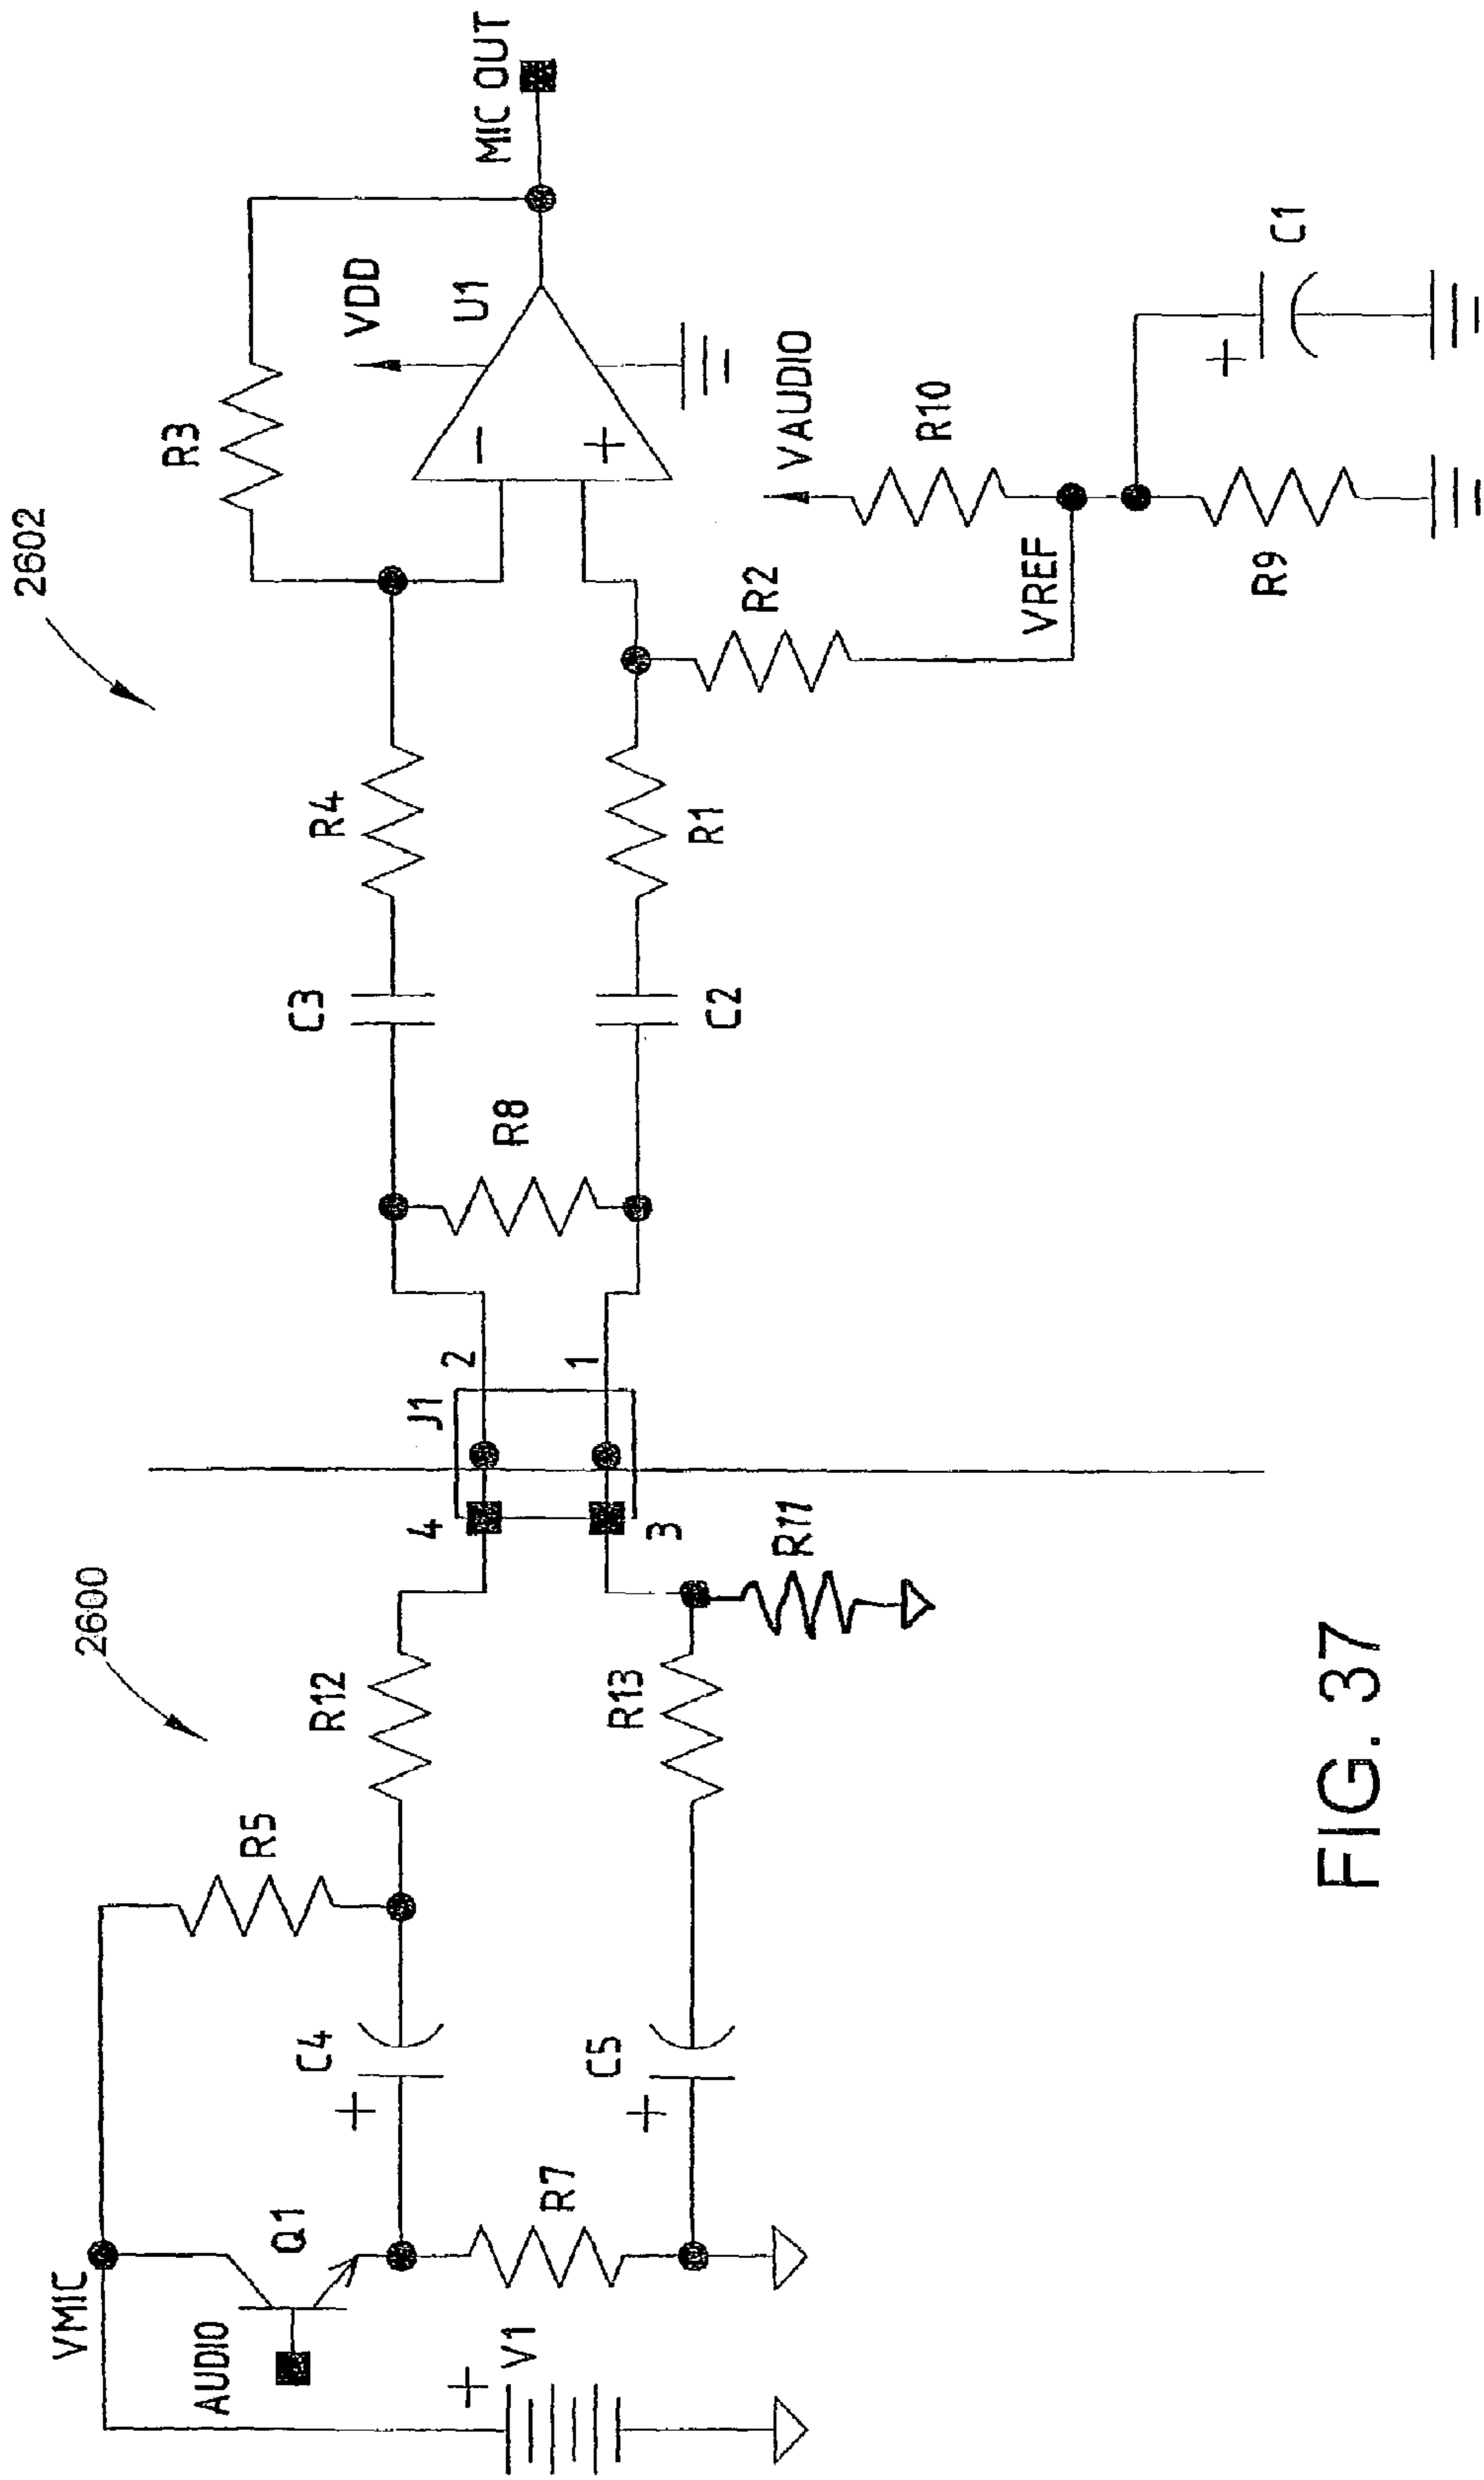 2600
2602
VMIC
AUDIO
Q1
+
V1
R5
C4
+
R7
C5
+
R12
R13
R11
4
3
J1
2
1
R8
C3
C2
R4
R1
R3
R2
VREF
VDD
U1
−
+
MIC OUT
VAUDIO
R10
R9
+
C1
FIG. 37